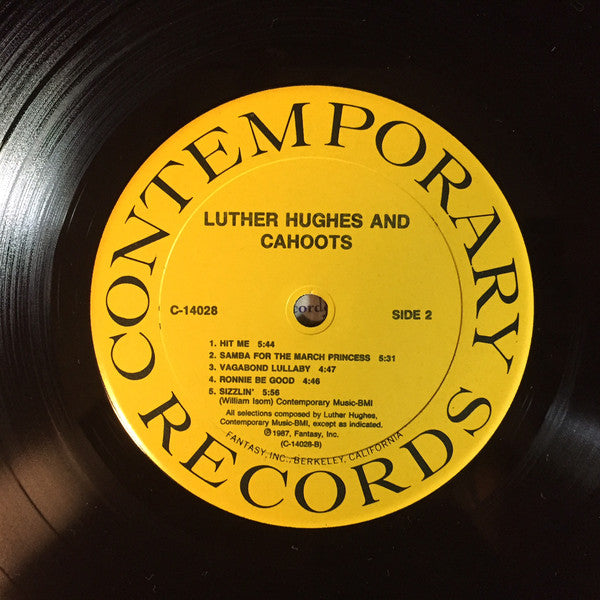 CONTEMPORARY RECORDS
LUTHER HUGHES AND
CAHOOTS
C-14028
SIDE 2
1. HIT ME 5:44
2. SAMBA FOR THE MARCH PRINCESS 5:31
3. VAGABOND LULLABY 4:47
4. RONNIE BE GOOD 4:46
5. SIZZLIN' 5:56
(William Isom) Contemporary Music-BMI
All selections composed by Luther Hughes,
Contemporary Music-BMI, except as indicated.
℗1987, Fantasy, Inc.
(C-14028-B)
FANTASY, INC., BERKELEY, CALIFORNIA